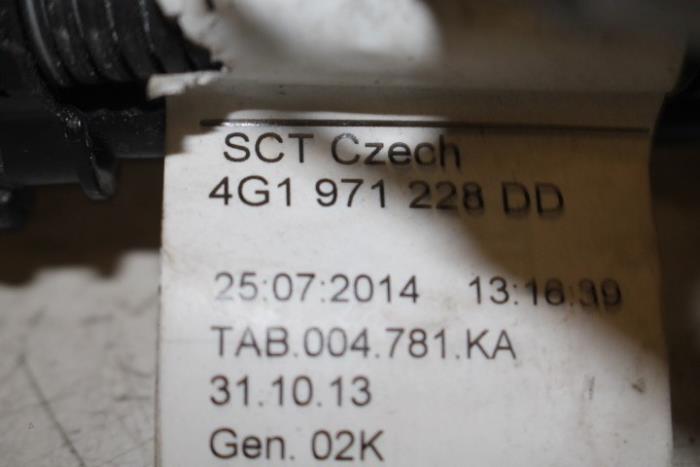 SCT Czech
4G1 971 228 DD
25:07:2014 13:16:39
TAB.004.781.KA
31.10.13
Gen. 02K